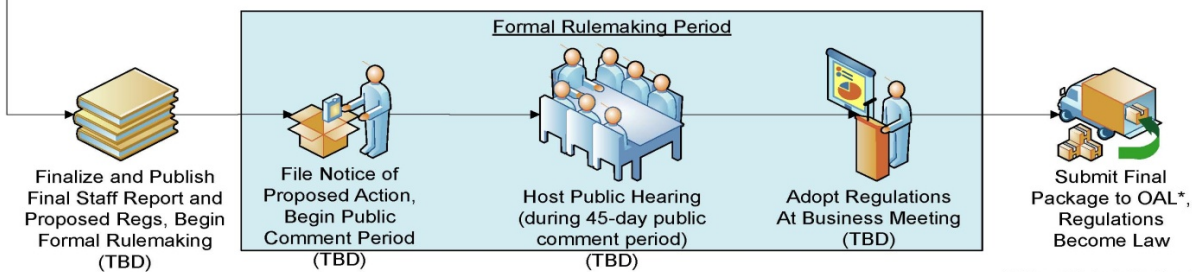 Formal Rulemaking Period
Finalize and Publish
Final Staff Report and
Proposed Regs, Begin
Formal Rulemaking
(TBD)
File Notice of
Proposed Action,
Begin Public
Comment Period
(TBD)
Host Public Hearing
(during 45-day public
comment period)
(TBD)
Adopt Regulations
At Business Meeting
(TBD)
Submit Final
Package to OAL*,
Regulations
Become Law